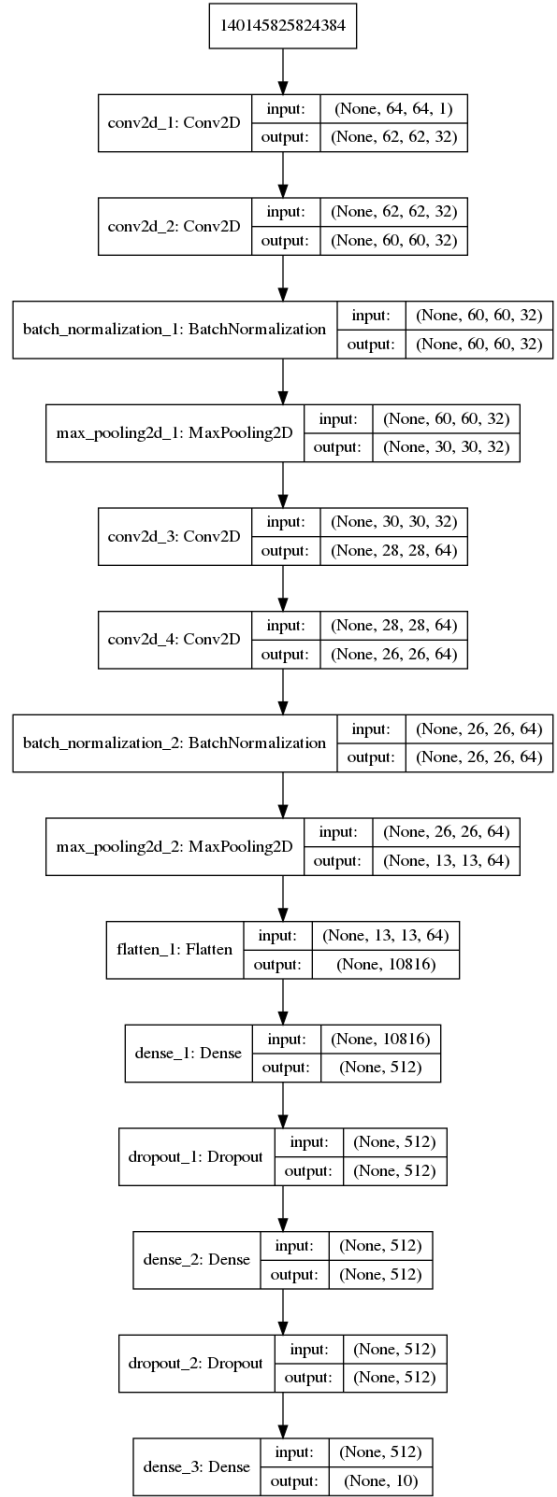 140145825824384
conv2d_1: Conv2D input: (None, 64, 64, 1)
output: (None, 62, 62, 32)
conv2d_2: Conv2D input: (None, 62, 62, 32)
output: (None, 60, 60, 32)
batch_normalization_1: BatchNormalization input: (None, 60, 60, 32)
output: (None, 60, 60, 32)
max_pooling2d_1: MaxPooling2D input: (None, 60, 60, 32)
output: (None, 30, 30, 32)
conv2d_3: Conv2D input: (None, 30, 30, 32)
output: (None, 28, 28, 64)
conv2d_4: Conv2D input: (None, 28, 28, 64)
output: (None, 26, 26, 64)
batch_normalization_2: BatchNormalization input: (None, 26, 26, 64)
output: (None, 26, 26, 64)
max_pooling2d_2: MaxPooling2D input: (None, 26, 26, 64)
output: (None, 13, 13, 64)
flatten_1: Flatten input: (None, 13, 13, 64)
output: (None, 10816)
dense_1: Dense input: (None, 10816)
output: (None, 512)
dropout_1: Dropout input: (None, 512)
output: (None, 512)
dense_2: Dense input: (None, 512)
output: (None, 512)
dropout_2: Dropout input: (None, 512)
output: (None, 512)
dense_3: Dense input: (None, 512)
output: (None, 10)